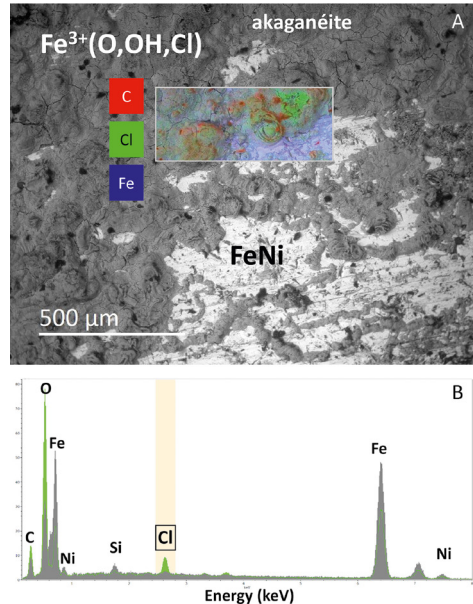 akaganéite
A
Fe³⁺(O,OH,Cl)
C
Cl
Fe
FeNi
500 µm
B
O
Fe
C
Ni
Si
Cl
Fe
Ni
Energy (keV)